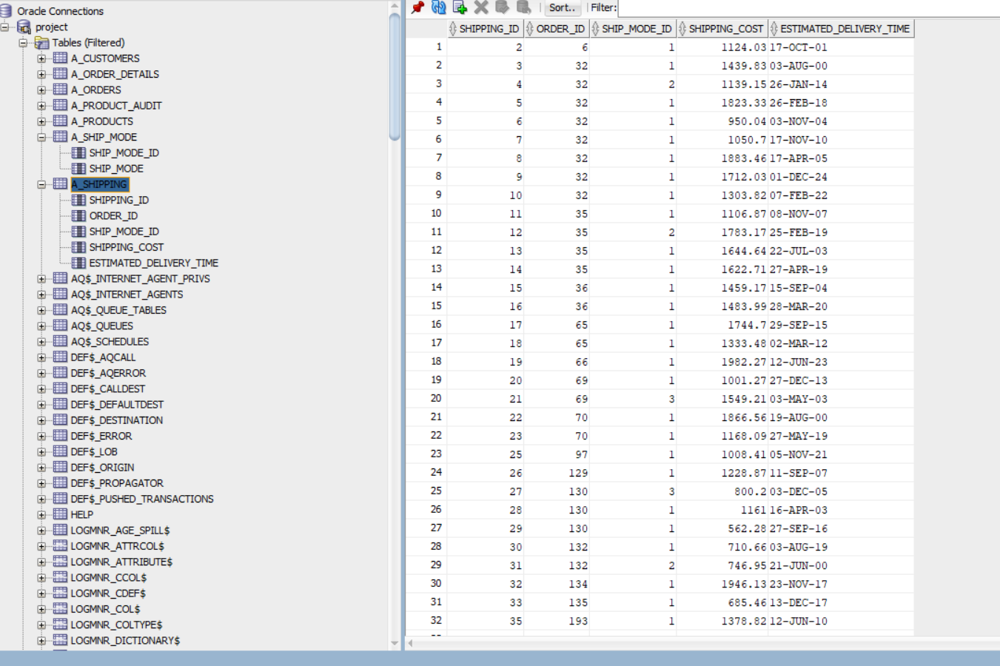 Oracle Connections
project
Tables (Filtered)
A_CUSTOMERS
A_ORDER_DETAILS
A_ORDERS
A_PRODUCT_AUDIT
A_PRODUCTS
A_SHIP_MODE
SHIP_MODE_ID
SHIP_MODE
A_SHIPPING
SHIPPING_ID
ORDER_ID
SHIP_MODE_ID
SHIPPING_COST
ESTIMATED_DELIVERY_TIME
AQ$_INTERNET_AGENT_PRIVS
AQ$_INTERNET_AGENTS
AQ$_QUEUE_TABLES
AQ$_QUEUES
AQ$_SCHEDULES
DEF$_AQCALL
DEF$_AQERROR
DEF$_CALLDEST
DEF$_DEFAULTDEST
DEF$_DESTINATION
DEF$_ERROR
DEF$_LOB
DEF$_ORIGIN
DEF$_PROPAGATOR
DEF$_PUSHED_TRANSACTIONS
HELP
LOGMNR_AGE_SPILL$
LOGMNR_ATTRCOL$
LOGMNR_ATTRIBUTE$
LOGMNR_CCOL$
LOGMNR_CDEF$
LOGMNR_COL$
LOGMNR_COLTYPE$
LOGMNR_DICTIONARY$
Sort.. Filter:
SHIPPING_ID ORDER_ID SHIP_MODE_ID SHIPPING_COST ESTIMATED_DELIVERY_TIME
1 2 6 1 1124.03 17-OCT-01
2 3 32 1 1439.83 03-AUG-00
3 4 32 2 1139.15 26-JAN-14
4 5 32 1 1823.33 26-FEB-18
5 6 32 1 950.04 03-NOV-04
6 7 32 1 1050.7 17-NOV-10
7 8 32 1 1883.46 17-APR-05
8 9 32 1 1712.03 01-DEC-24
9 10 32 1 1303.82 07-FEB-22
10 11 35 1 1106.87 08-NOV-07
11 12 35 2 1783.17 25-FEB-19
12 13 35 1 1644.64 22-JUL-03
13 14 35 1 1622.71 27-APR-19
14 15 36 1 1459.17 15-SEP-04
15 16 36 1 1483.99 28-MAR-20
16 17 65 1 1744.7 29-SEP-15
17 18 65 1 1333.48 02-MAR-12
18 19 66 1 1982.27 12-JUN-23
19 20 69 1 1001.27 27-DEC-13
20 21 69 3 1549.21 03-MAY-03
21 22 70 1 1866.56 19-AUG-00
22 23 70 1 1168.09 27-MAY-19
23 25 97 1 1008.41 05-NOV-21
24 26 129 1 1228.87 11-SEP-07
25 27 130 3 800.2 03-DEC-05
26 28 130 1 1161 16-APR-03
27 29 130 1 562.28 27-SEP-16
28 30 132 1 710.66 03-AUG-19
29 31 132 2 746.95 21-JUN-00
30 32 134 1 1946.13 23-NOV-17
31 33 135 1 685.46 13-DEC-17
32 35 193 1 1378.82 12-JUN-10